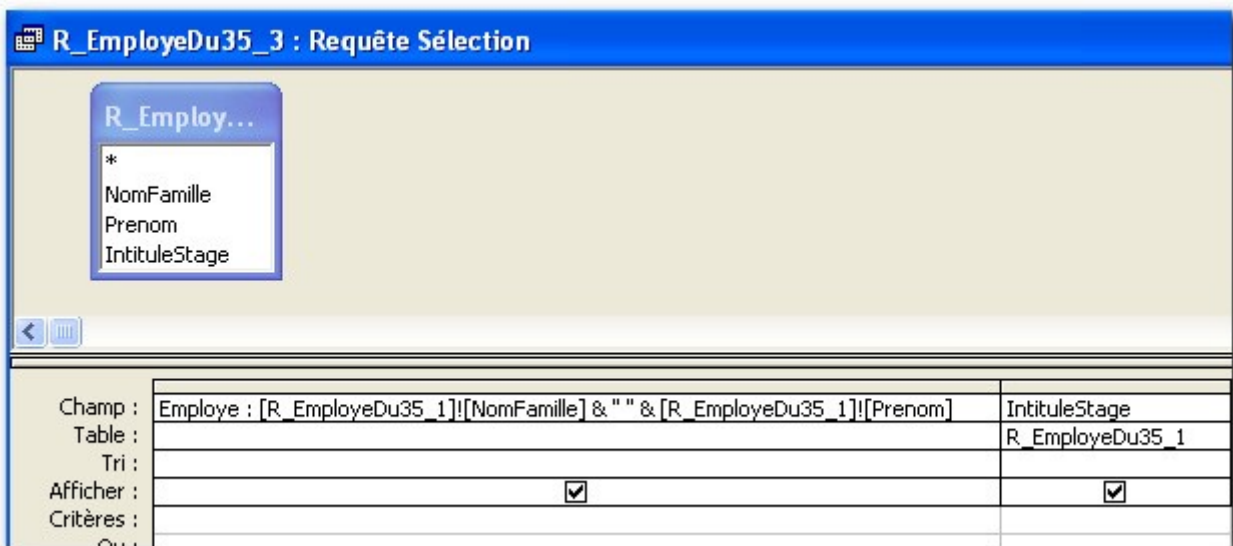 R_EmployeDu35_3 : Requête Sélection
R_Employ...
*
NomFamille
Prenom
IntituleStage
Champ : Employe : [R_EmployeDu35_1]![NomFamille] & " " & [R_EmployeDu35_1]![Prenom] IntituleStage
Table : R_EmployeDu35_1
Tri :
Afficher :
Critères :
Ou :